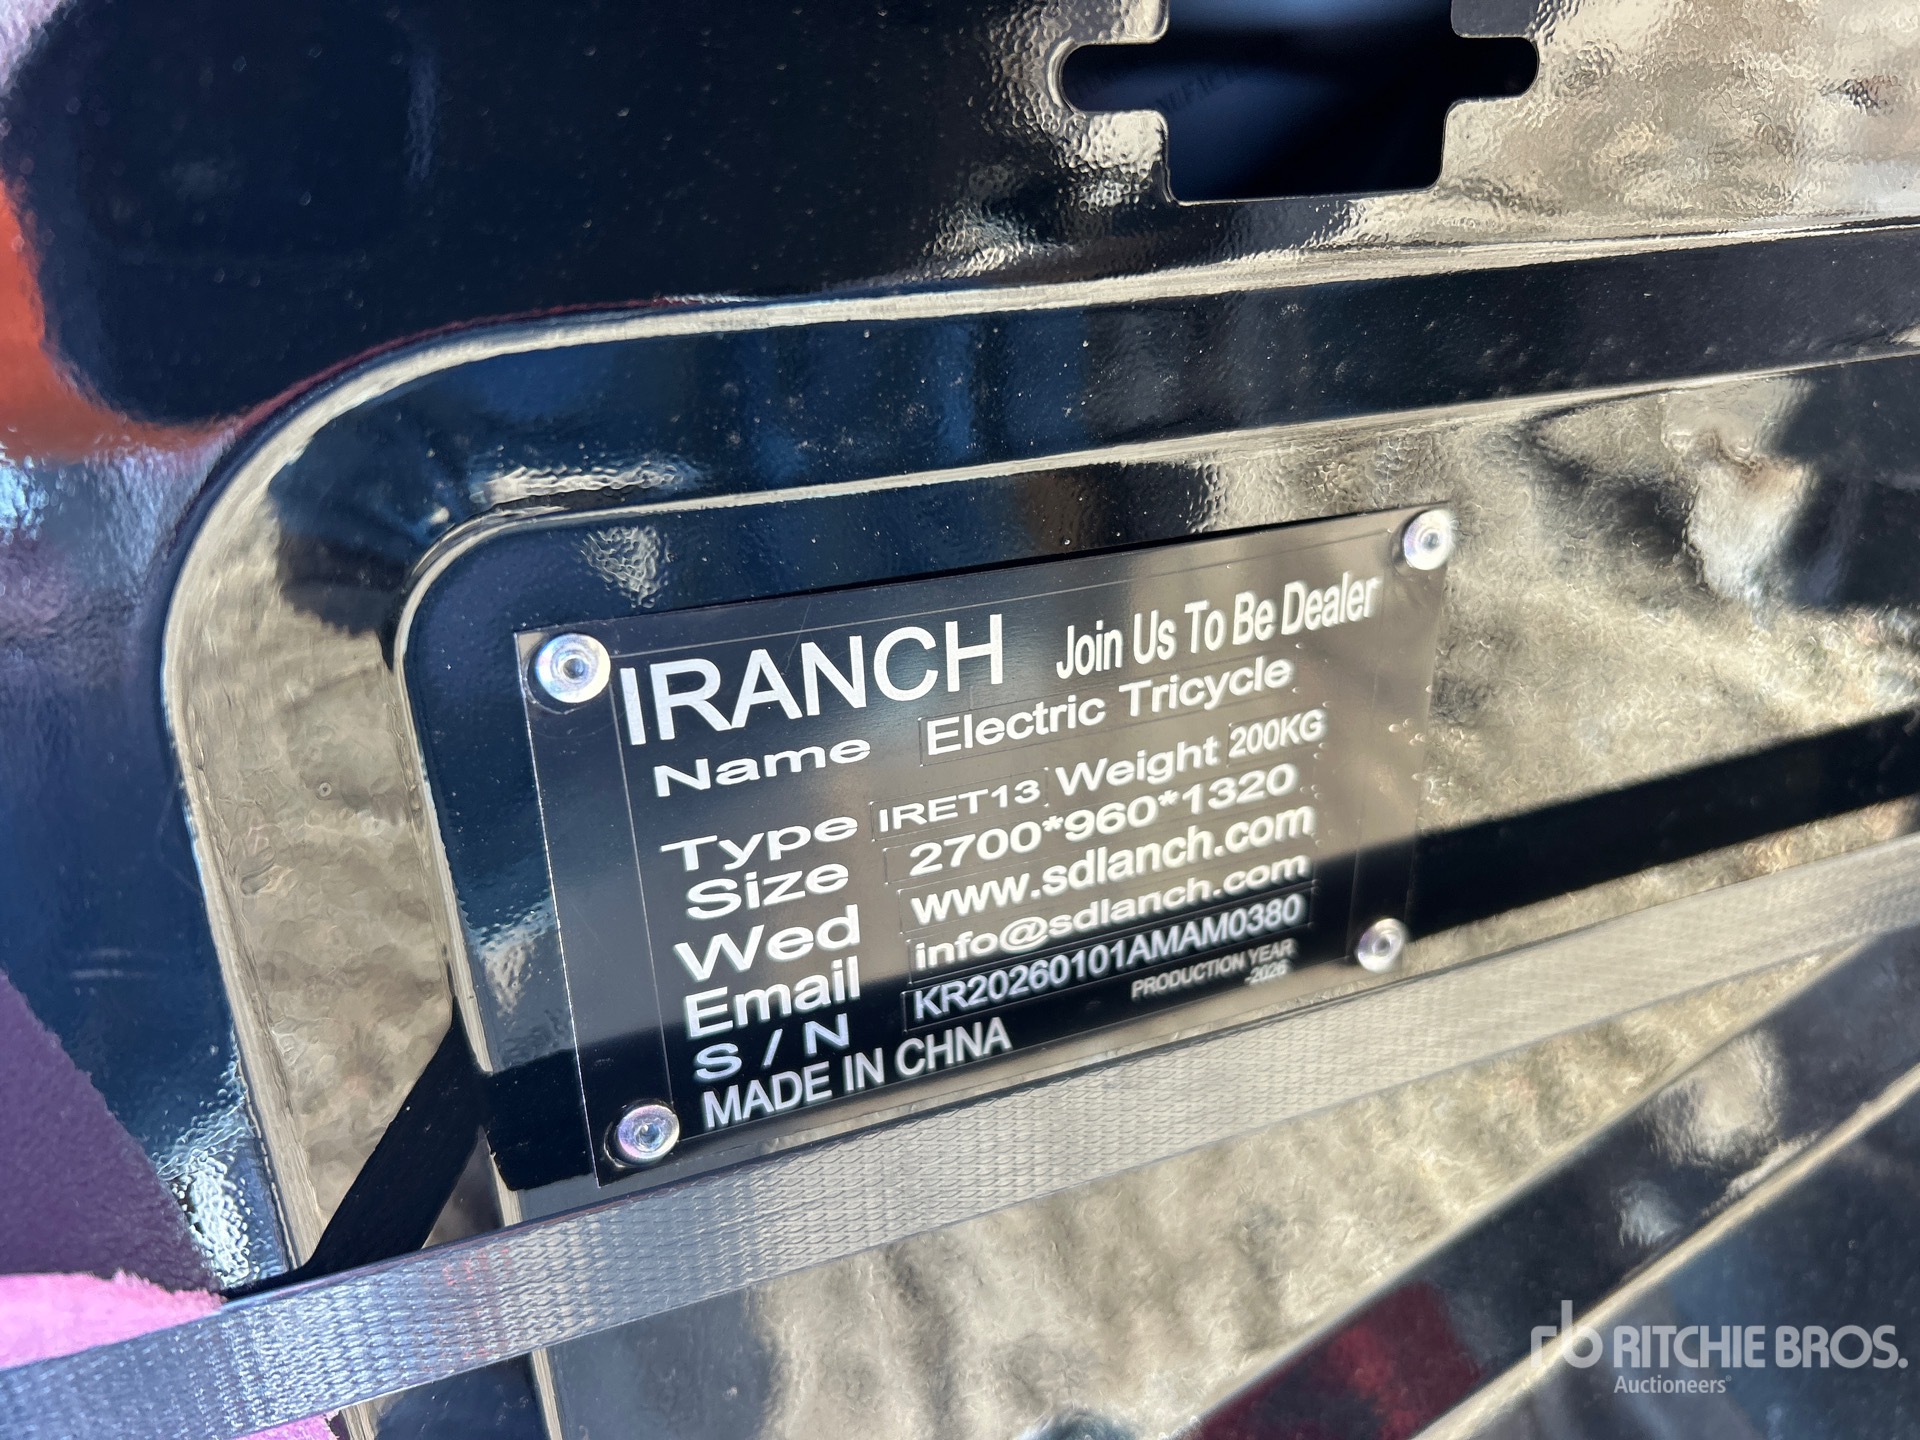 IRANCH Join Us To Be Dealer
Name Electric Tricycle
Type IRET13 Weight 200KG
Size 2700*960*1320
Wed www.sdlanch.com
Email info@sdlanch.com
S / N KR20260101AMAM0380
PRODUCTION YEAR
-2026
MADE IN CHNA
rb RITCHIE BROS.
Auctioneers